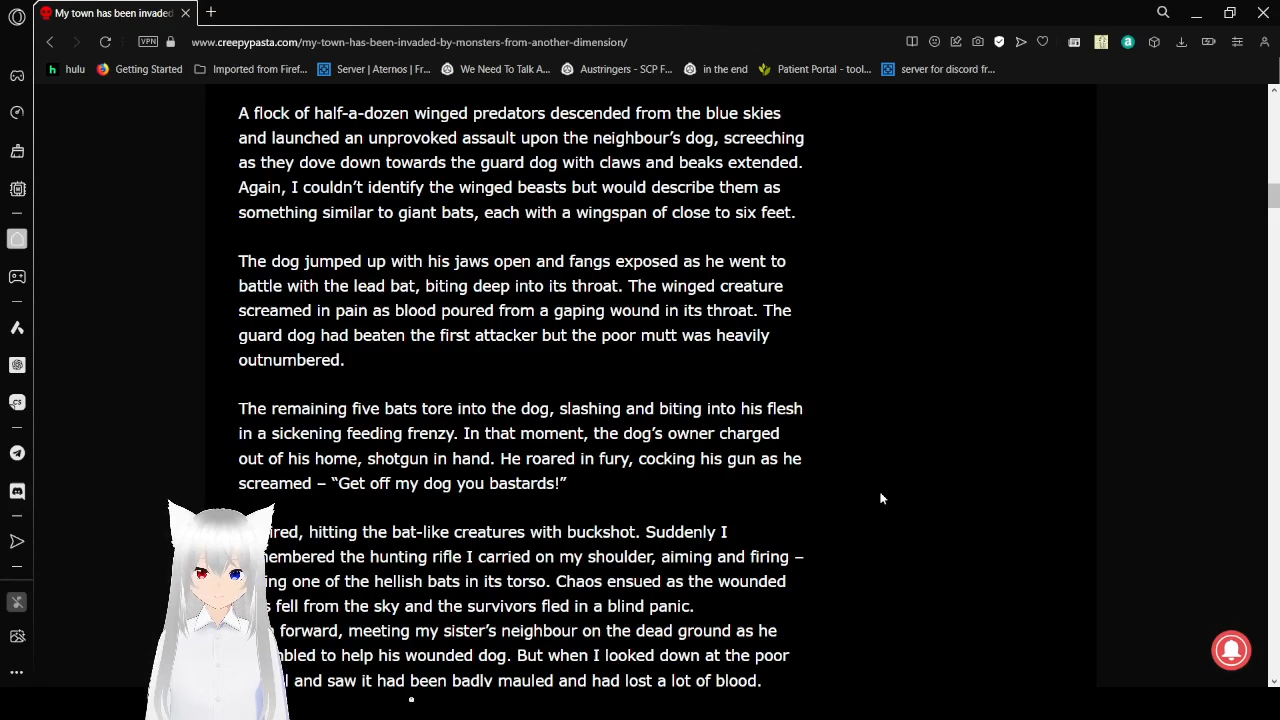 My town has been invaded
VPN
www.creepypasta.com/my-town-has-been-invaded-by-monsters-from-another-dimension/
hulu
Getting Started
Imported from Firef...
Server | Aternos | Fr...
We Need To Talk A...
Austringers - SCP F...
in the end
Patient Portal - tool...
server for discord fr...
A flock of half-a-dozen winged predators descended from the blue skies
and launched an unprovoked assault upon the neighbour's dog, screeching
as they dove down towards the guard dog with claws and beaks extended.
Again, I couldn't identify the winged beasts but would describe them as
something similar to giant bats, each with a wingspan of close to six feet.
The dog jumped up with his jaws open and fangs exposed as he went to
battle with the lead bat, biting deep into its throat. The winged creature
screamed in pain as blood poured from a gaping wound in its throat. The
guard dog had beaten the first attacker but the poor mutt was heavily
outnumbered.
The remaining five bats tore into the dog, slashing and biting into his flesh
in a sickening feeding frenzy. In that moment, the dog's owner charged
out of his home, shotgun in hand. He roared in fury, cocking his gun as he
screamed – “Get off my dog you bastards!”
ired, hitting the bat-like creatures with buckshot. Suddenly I
membered the hunting rifle I carried on my shoulder, aiming and firing –
ing one of the hellish bats in its torso. Chaos ensued as the wounded
fell from the sky and the survivors fled in a blind panic.
forward, meeting my sister's neighbour on the dead ground as he
mbled to help his wounded dog. But when I looked down at the poor
and saw it had been badly mauled and had lost a lot of blood.